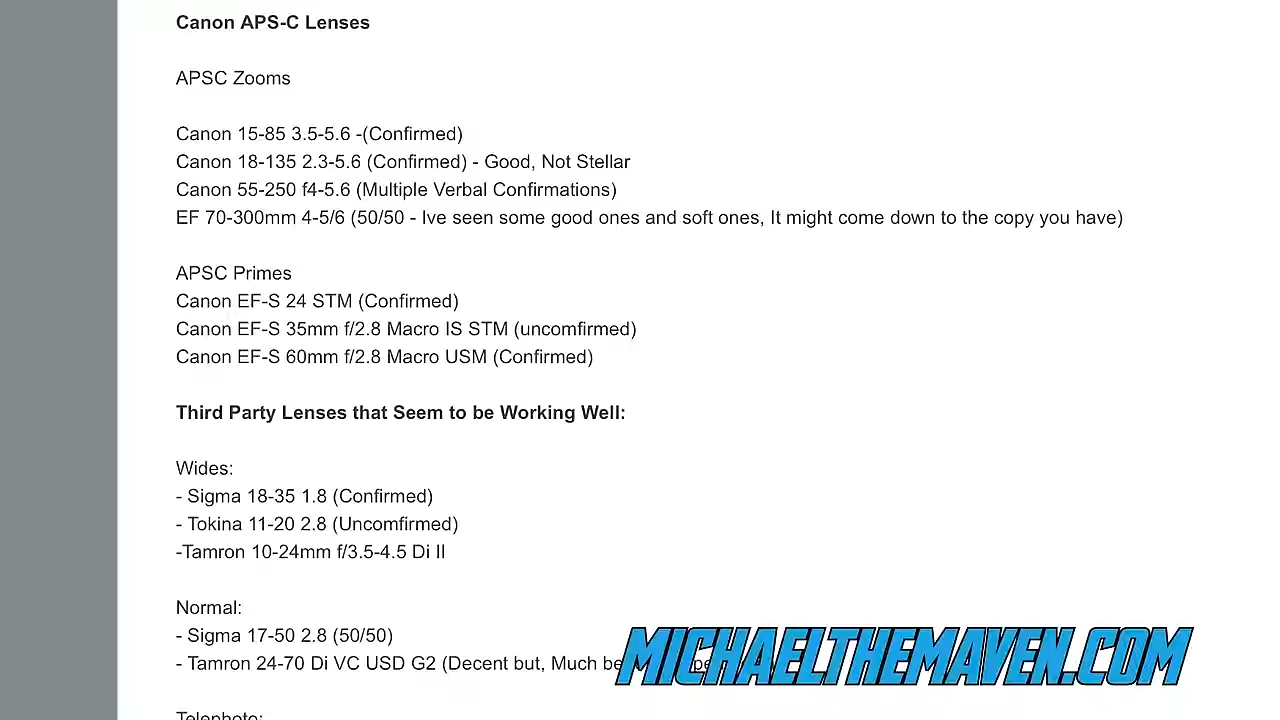 Canon APS-C Lenses
APSC Zooms
Canon 15-85 3.5-5.6 -(Confirmed)
Canon 18-135 2.3-5.6 (Confirmed) - Good, Not Stellar
Canon 55-250 f4-5.6 (Multiple Verbal Confirmations)
EF 70-300mm 4-5/6 (50/50 - Ive seen some good ones and soft ones, It might come down to the copy you have)
APSC Primes
Canon EF-S 24 STM (Confirmed)
Canon EF-S 35mm f/2.8 Macro IS STM (uncomfirmed)
Canon EF-S 60mm f/2.8 Macro USM (Confirmed)
Third Party Lenses that Seem to be Working Well:
Wides:
- Sigma 18-35 1.8 (Confirmed)
- Tokina 11-20 2.8 (Uncomfirmed)
-Tamron 10-24mm f/3.5-4.5 Di II
Normal:
- Sigma 17-50 2.8 (50/50)
- Tamron 24-70 Di VC USD G2 (Decent but, Much
MICHAELTHEMAVEN.COM
Telephoto: